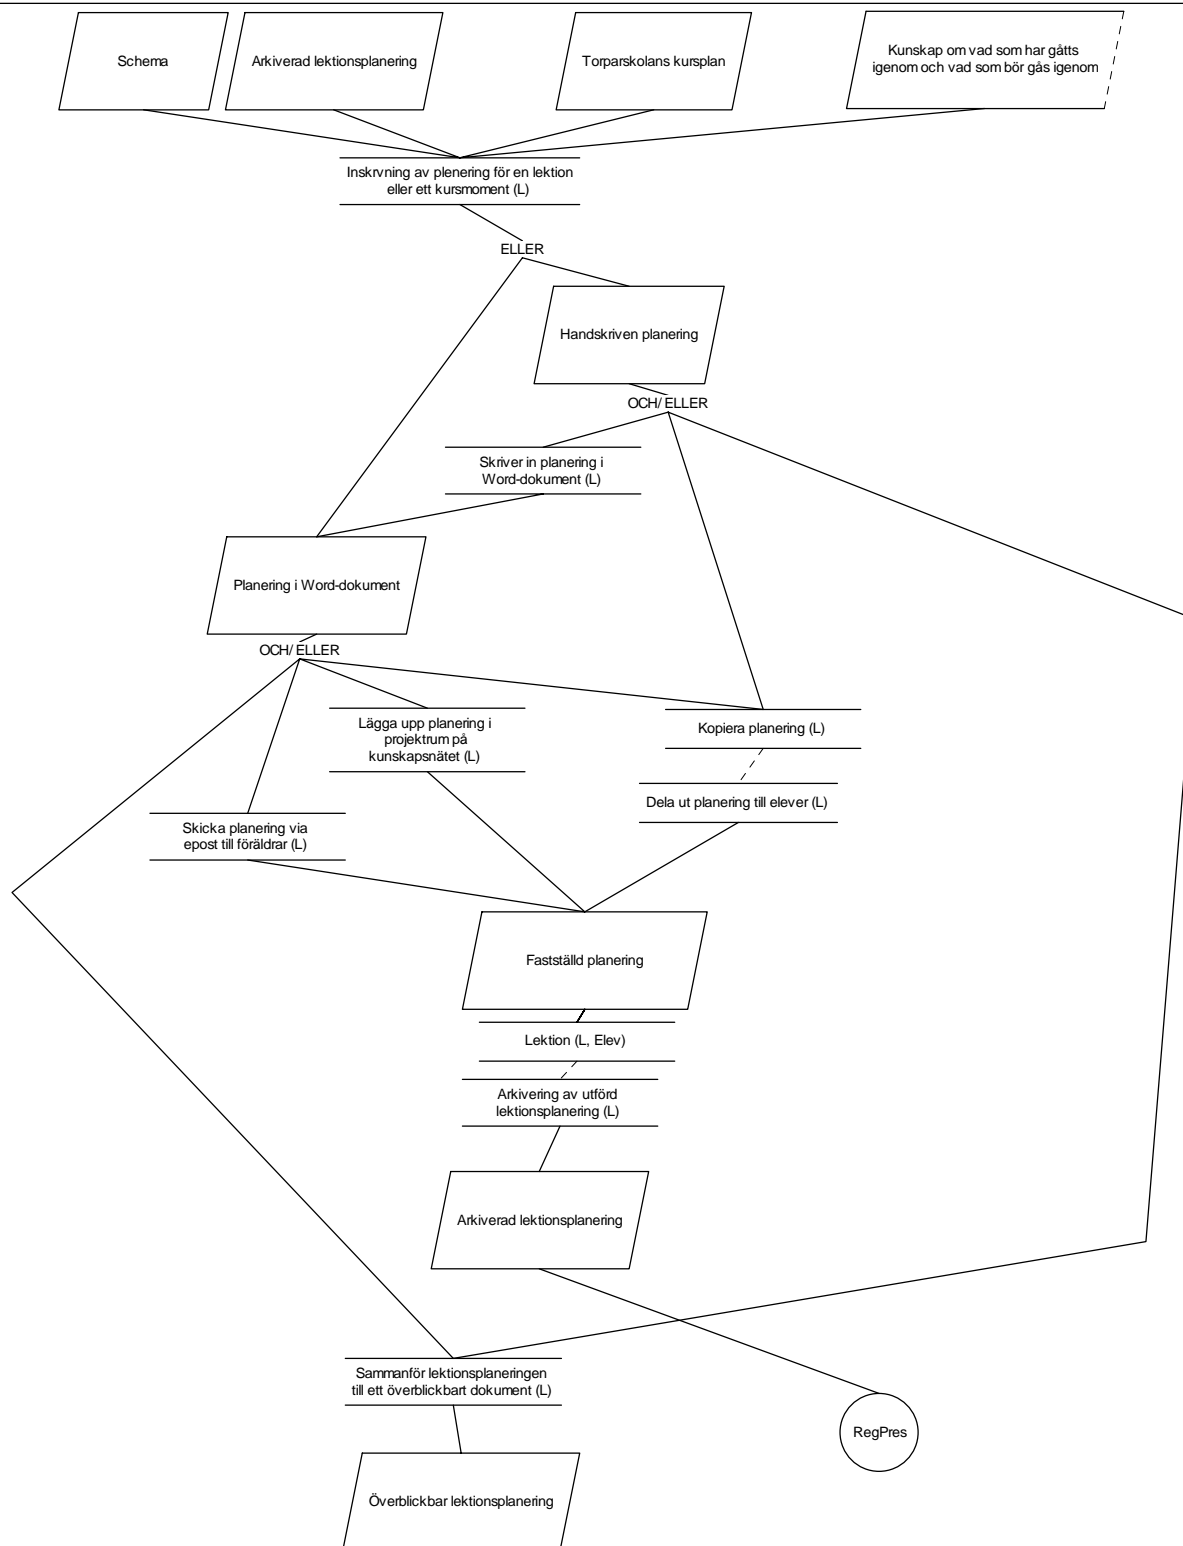 Schema
Arkiverad lektionsplanering
Torparskolans kursplan
Kunskap om vad som har gåtts
igenom och vad som bör gås igenom
Inskrvning av plenering för en lektion
eller ett kursmoment (L)
ELLER
Handskriven planering
OCH/ ELLER
Skriver in planering i
Word-dokument (L)
Planering i Word-dokument
OCH/ ELLER
Lägga upp planering i
projektrum på
kunskapsnätet (L)
Kopiera planering (L)
Dela ut planering till elever (L)
Skicka planering via
epost till föräldrar (L)
Fastställd planering
Lektion (L, Elev)
Arkivering av utförd
lektionsplanering (L)
Arkiverad lektionsplanering
Sammanför lektionsplaneringen
till ett överblickbart dokument (L)
RegPres
Överblickbar lektionsplanering